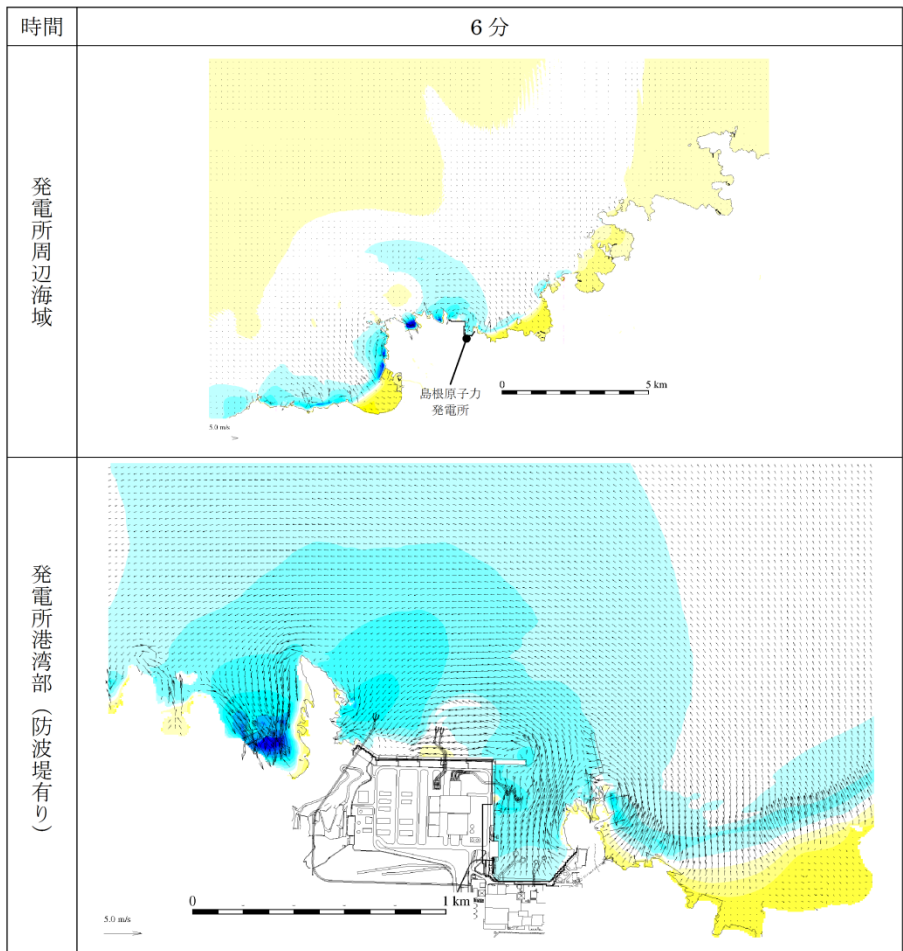 時間
6分
発電所周辺海域
島根原子力
発電所
0
5 km
5.0 m/s
発電所港湾部(防波堤有り)
0
1 km
5.0 m/s